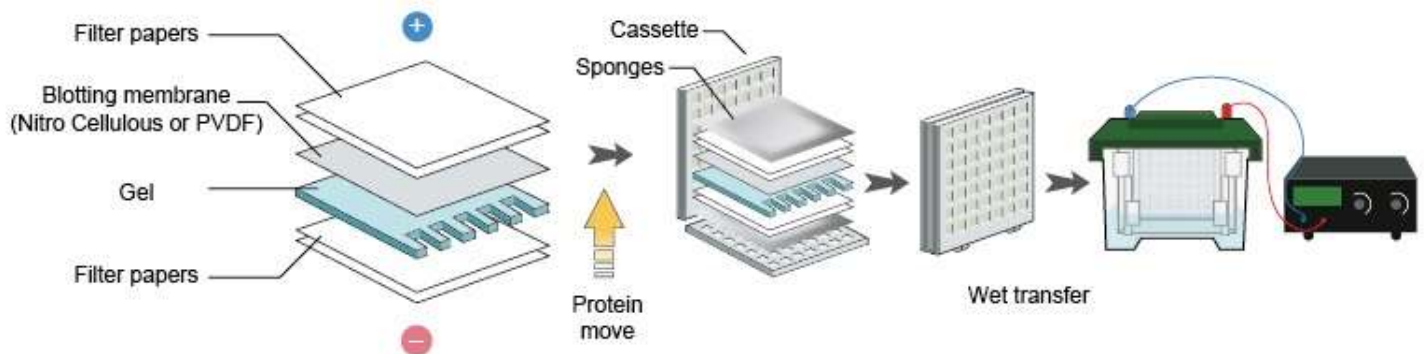 Filter papers
+
Blotting membrane
(Nitro Cellulous or PVDF)
Gel
Filter papers
−
Protein
move
Cassette
Sponges
Wet transfer